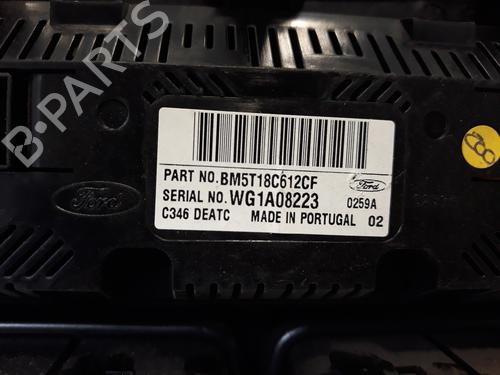 B-PARTS
PART NO. BM5T18C612CF
Ford
SERIAL NO. WG1A08223
0259A
C346 DEATC MADE IN PORTUGAL 02
Ford